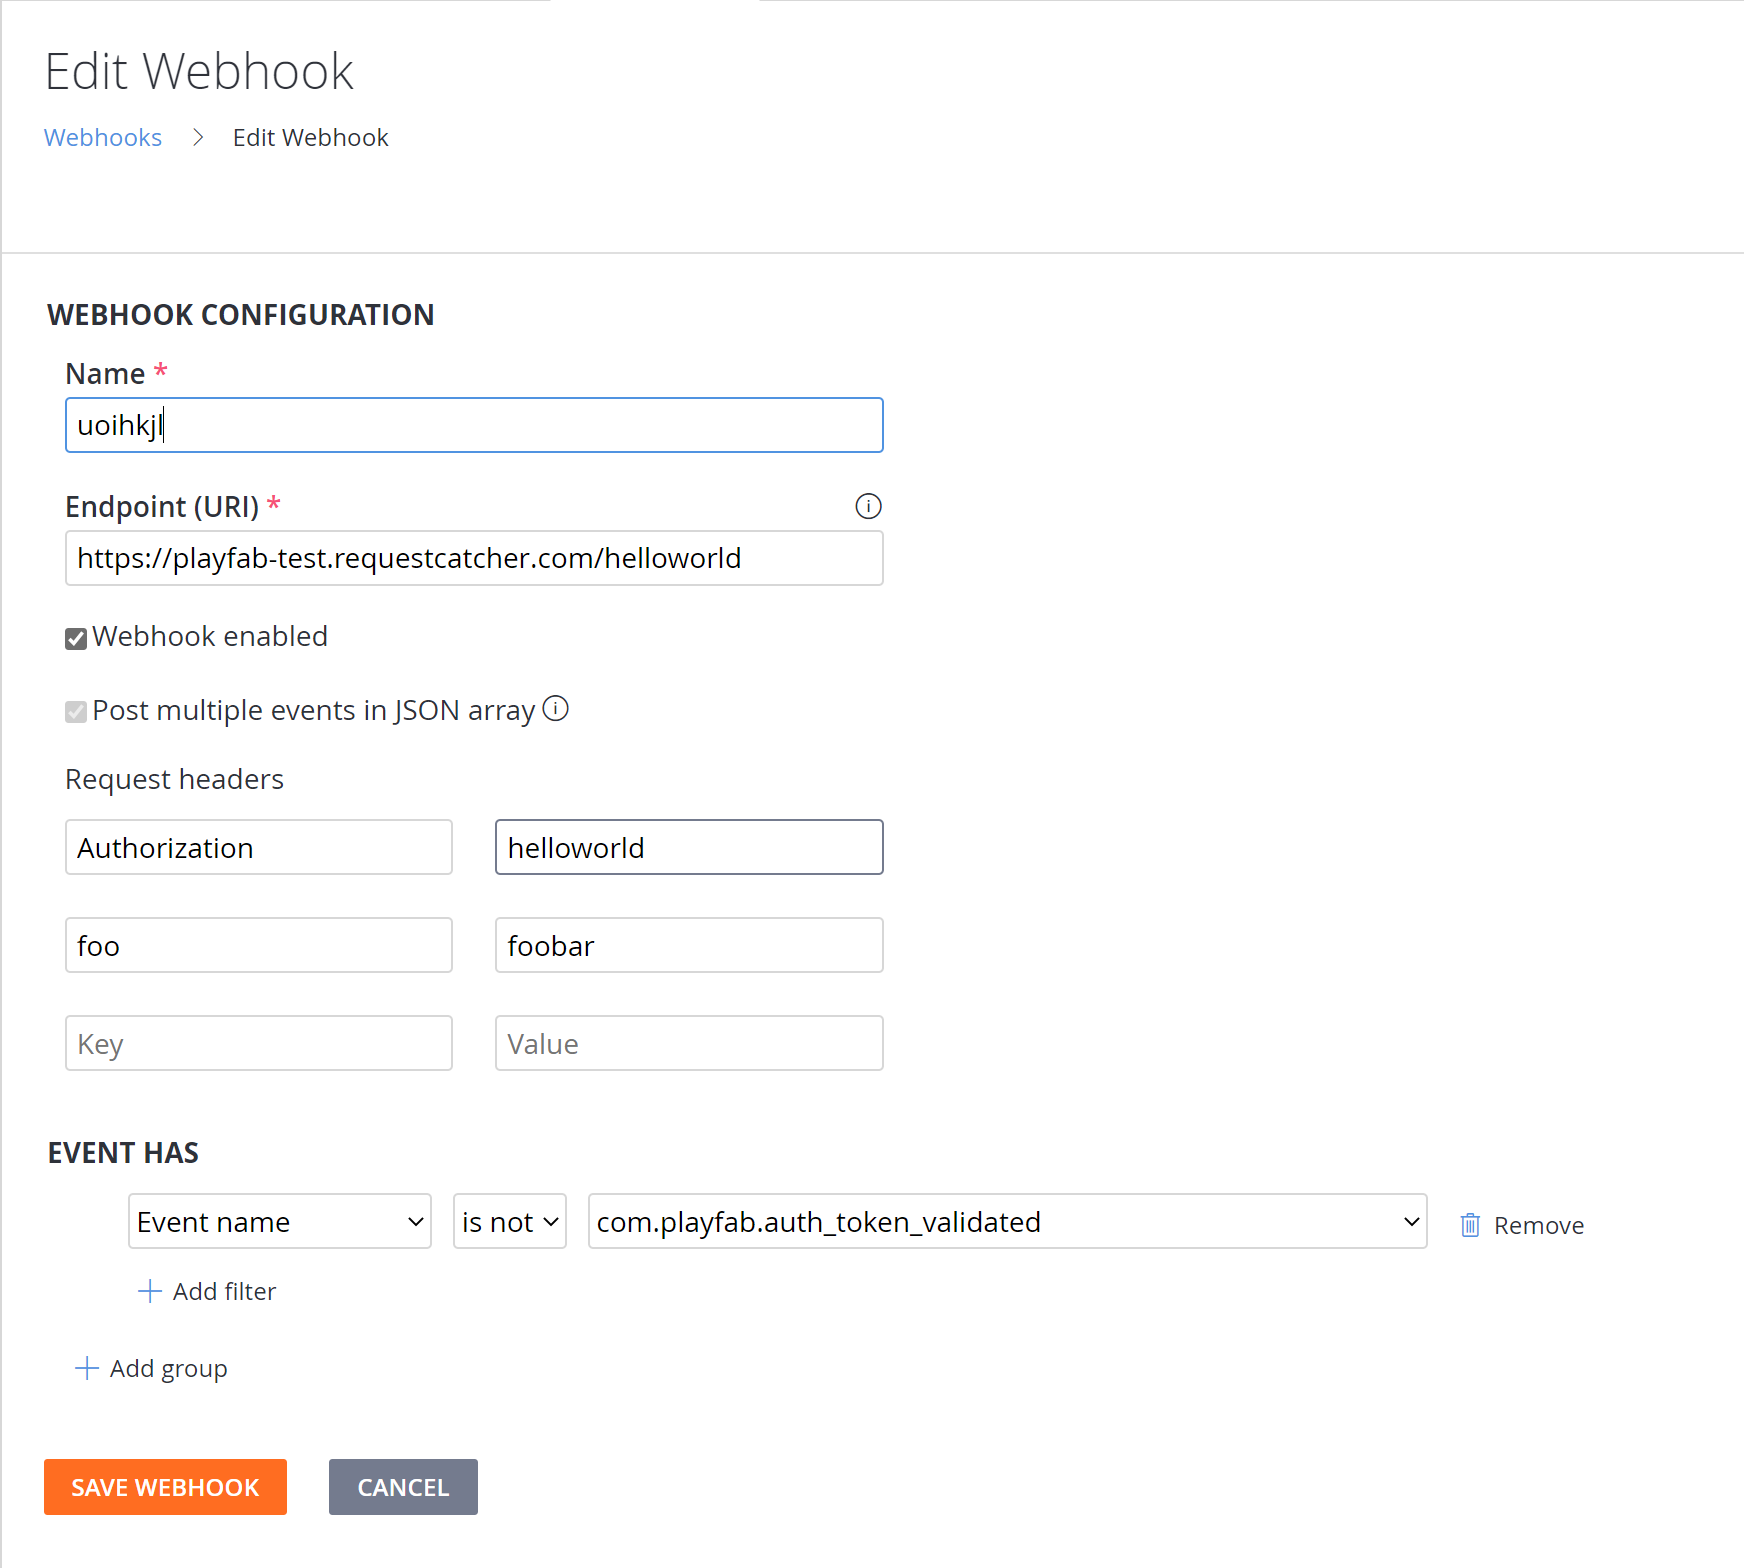 Edit Webhook
Webhooks > Edit Webhook
WEBHOOK CONFIGURATION
Name *
uoihkjl
Endpoint (URI) *
https://playfab-test.requestcatcher.com/helloworld
Webhook enabled
Post multiple events in JSON array
Request headers
Authorization helloworld
foo foobar
Key Value
EVENT HAS
Event name is not com.playfab.auth_token_validated Remove
Add filter
Add group
SAVE WEBHOOK CANCEL